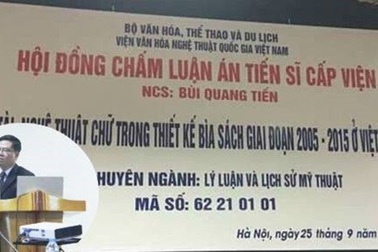 BỘ VĂN HÓA, THỂ THAO VÀ DU LỊCH
VIỆN VĂN HÓA NGHỆ THUẬT QUỐC GIA VIỆT NAM
HỘI ĐỒNG CHẤM LUẬN ÁN TIẾN SĨ CẤP VIỆN
NCS: BÙI QUANG TIẾN
TÀI: NGHỆ THUẬT CHỮ TRONG THIẾT KẾ BÌA SÁCH GIAI ĐOẠN 2005 - 2015 Ở VIỆT
HUYÊN NGÀNH: LÝ LUẬN VÀ LỊCH SỬ MỸ THUẬT
MÃ SỐ: 62 21 01 01
Hà Nội, ngày 25 tháng 9 năm